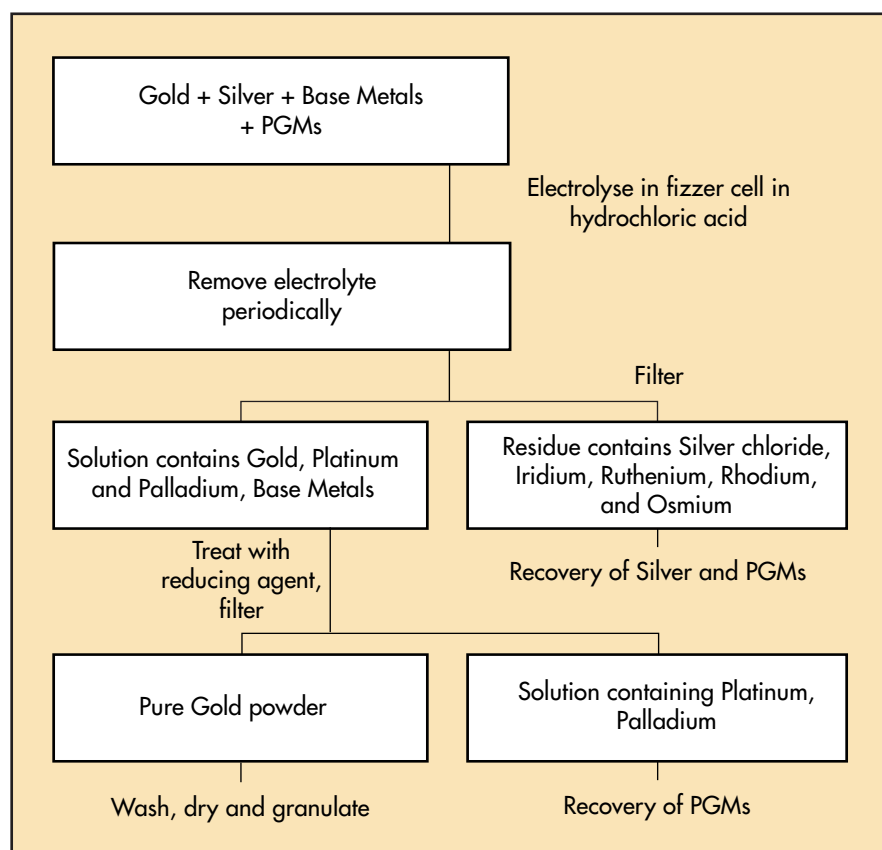 Gold + Silver + Base Metals
+ PGMs
Electrolyse in fizzer cell in
hydrochloric acid
Remove electrolyte
periodically
Filter
Solution contains Gold, Platinum
and Palladium, Base Metals
Residue contains Silver chloride,
Iridium, Ruthenium, Rhodium,
and Osmium
Treat with
reducing agent,
filter
Recovery of Silver and PGMs
Pure Gold powder
Solution containing Platinum,
Palladium
Wash, dry and granulate
Recovery of PGMs